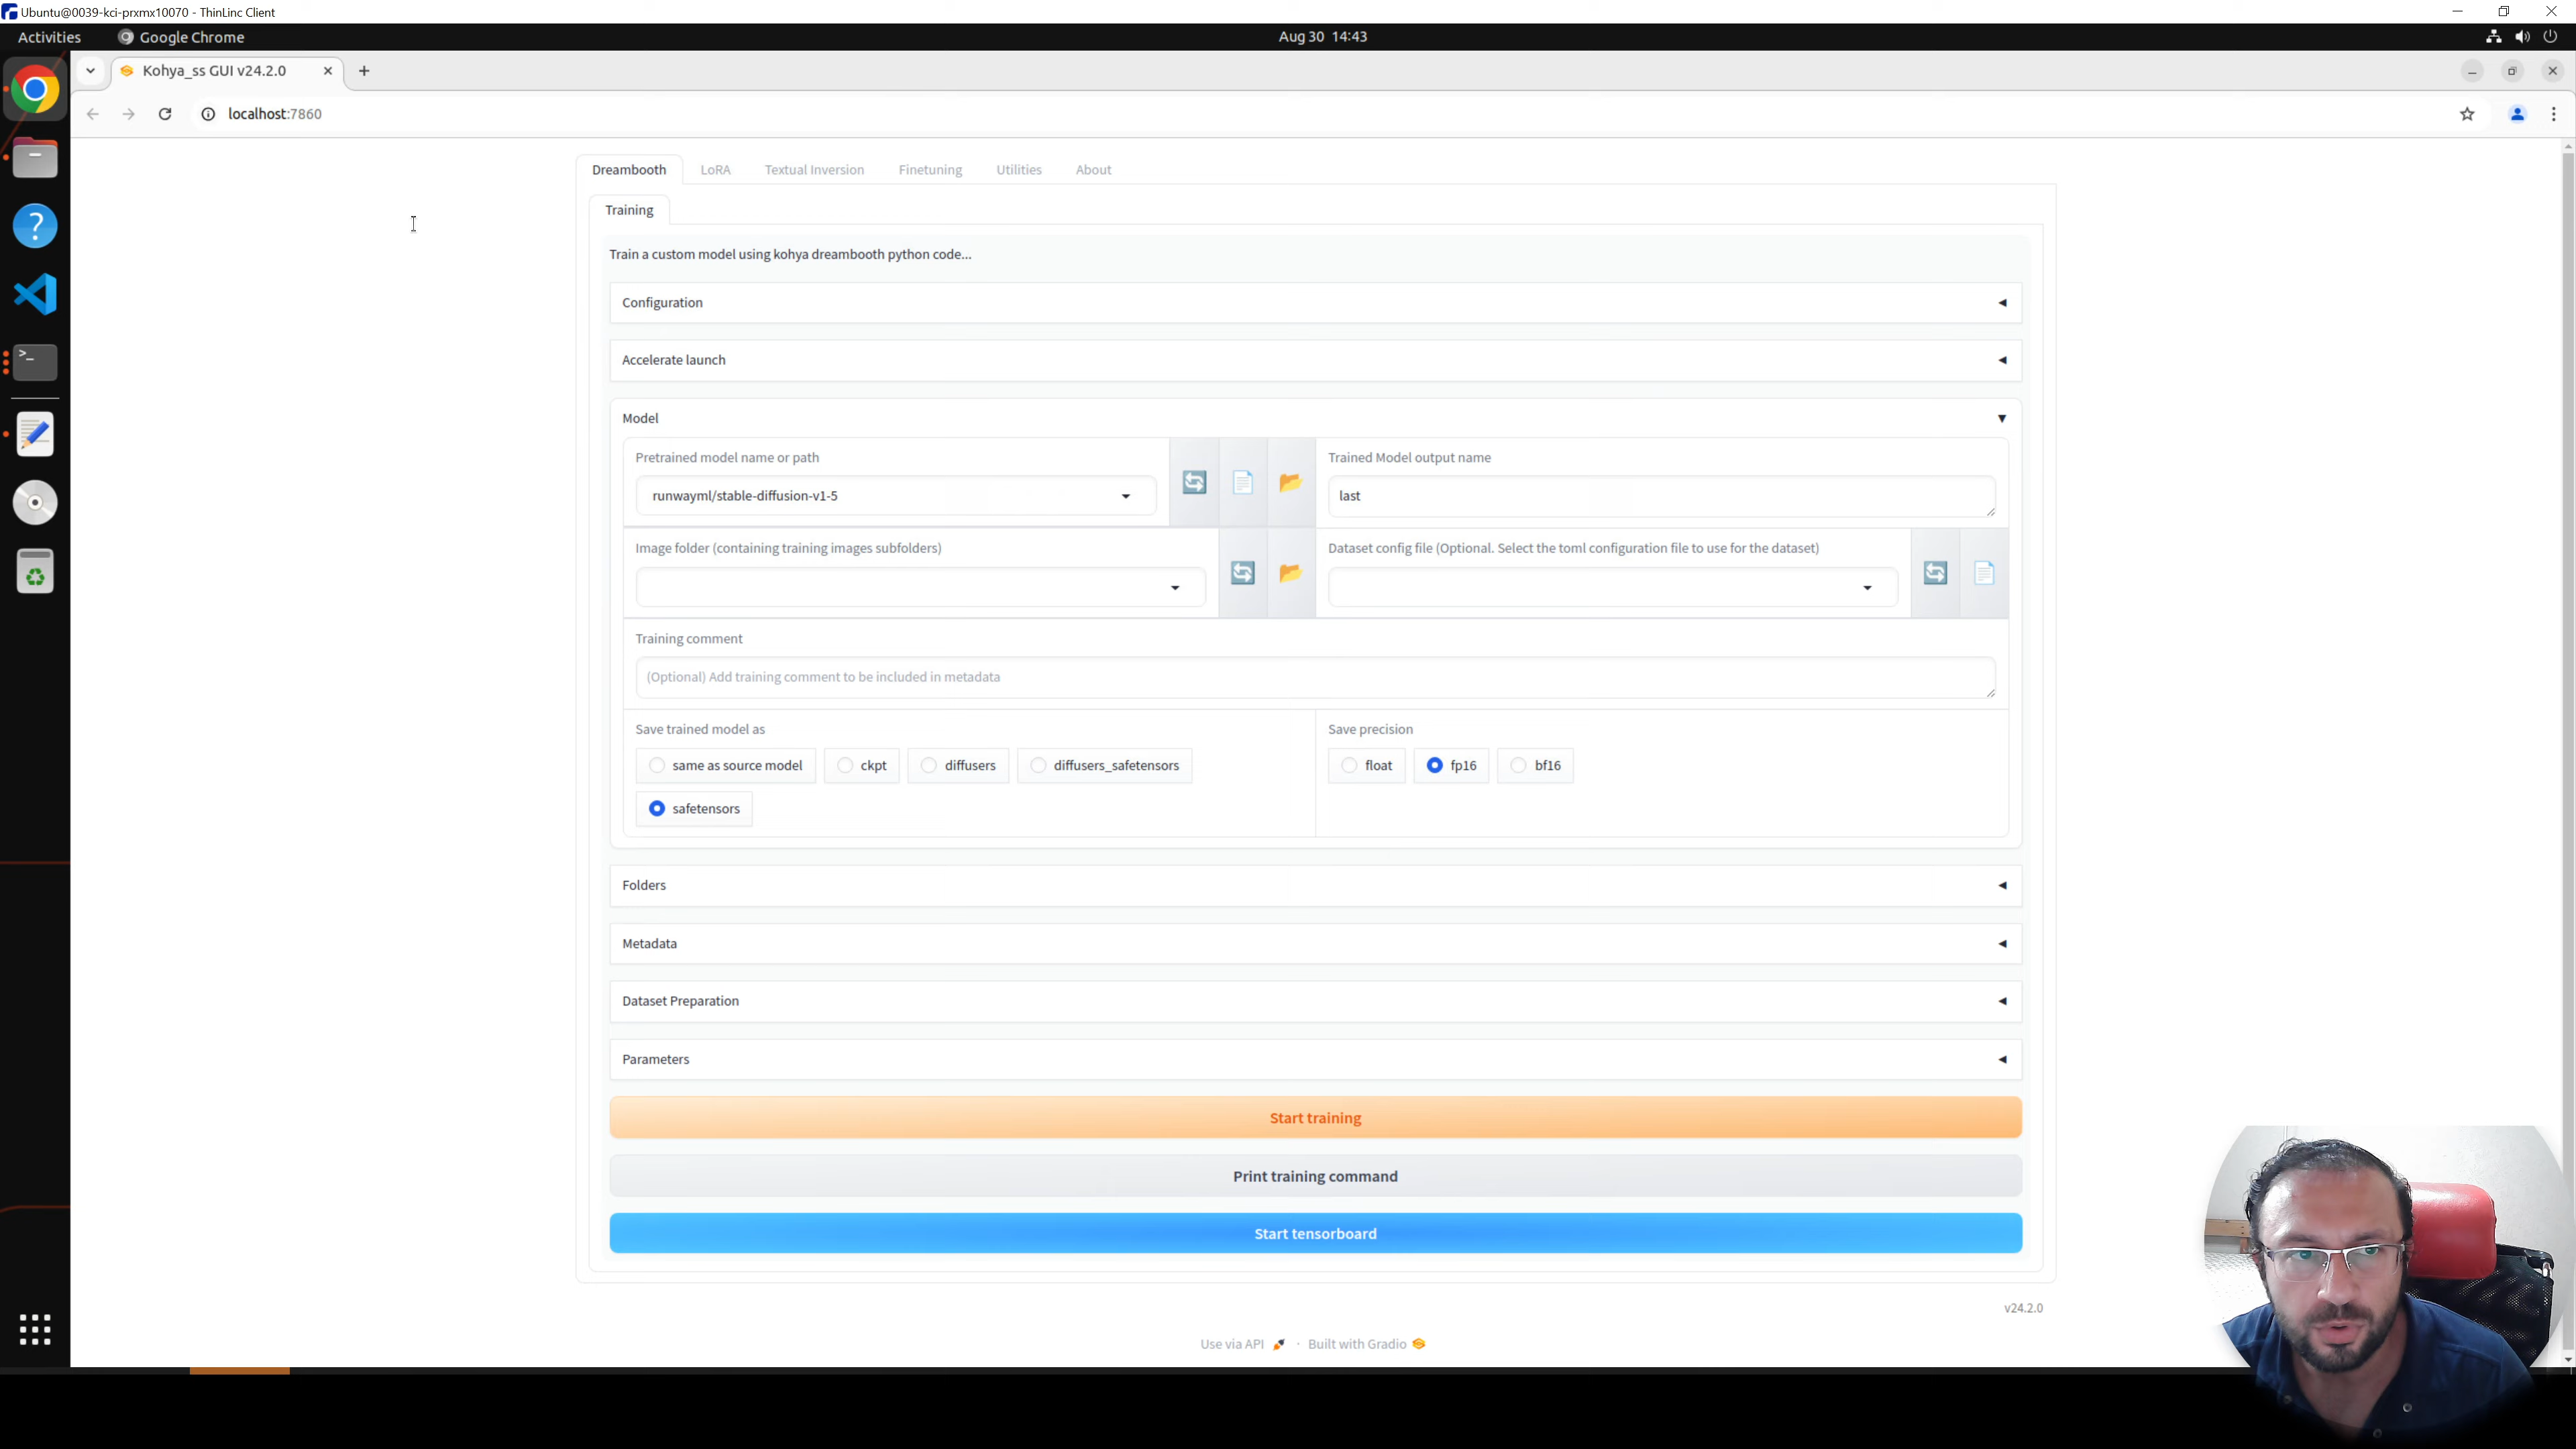 Ubuntu@0039-kci-prxmx10070 - ThinLinc Client
Activities
Google Chrome
Aug 30 14:43
Kohya_ss GUI v24.2.0
localhost:7860
Dreambooth
LoRA
Textual Inversion
Finetuning
Utilities
About
Training
Train a custom model using kohya dreambooth python code...
Configuration
Accelerate launch
Model
Pretrained model name or path
Trained Model output name
runwayml/stable-diffusion-v1-5
last
Image folder (containing training images subfolders)
Dataset config file (Optional. Select the toml configuration file to use for the dataset)
Training comment
(Optional) Add training comment to be included in metadata
Save trained model as
Save precision
same as source model
ckpt
diffusers
diffusers_safetensors
float
fp16
bf16
safetensors
Folders
Metadata
Dataset Preparation
Parameters
Start training
Print training command
Start tensorboard
v24.2.0
Use via API
· Built with Gradio